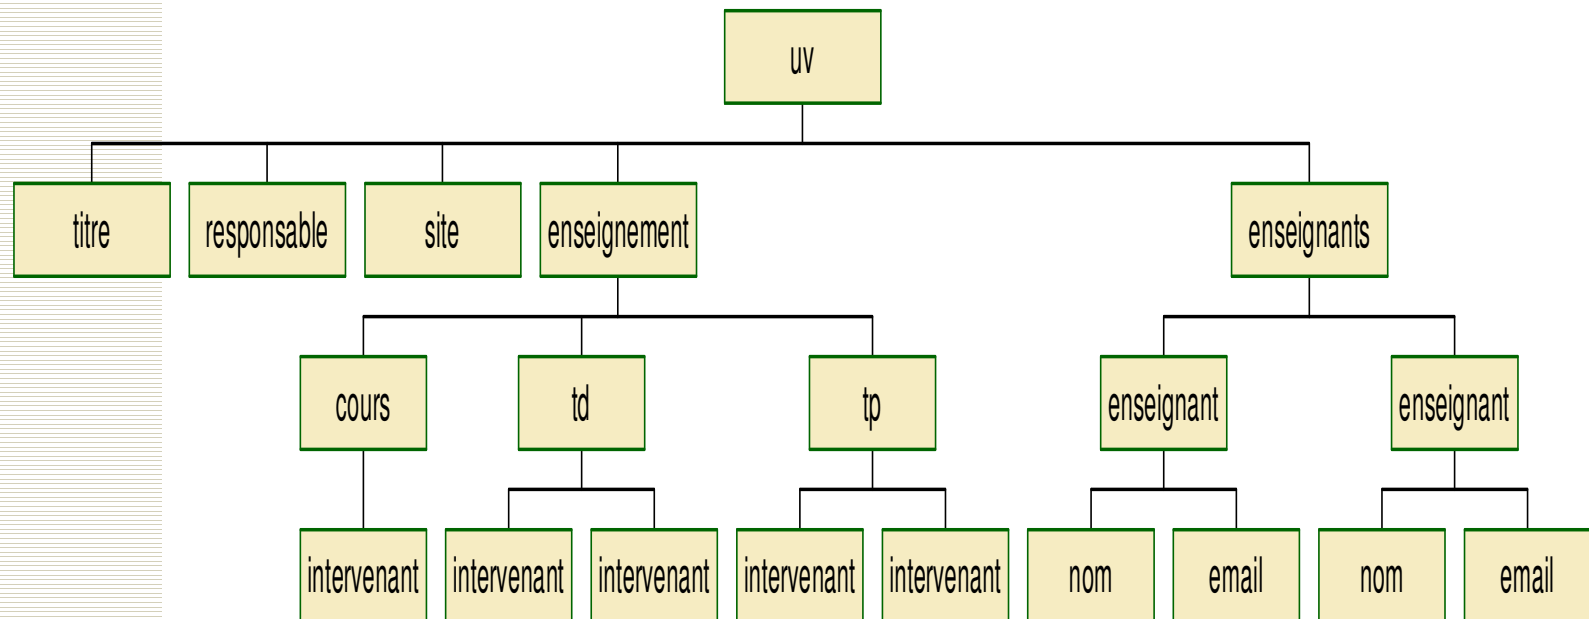 uv
titre responsable site enseignement enseignants
cours td tp enseignant enseignant
intervenant intervenant intervenant intervenant intervenant nom email nom email